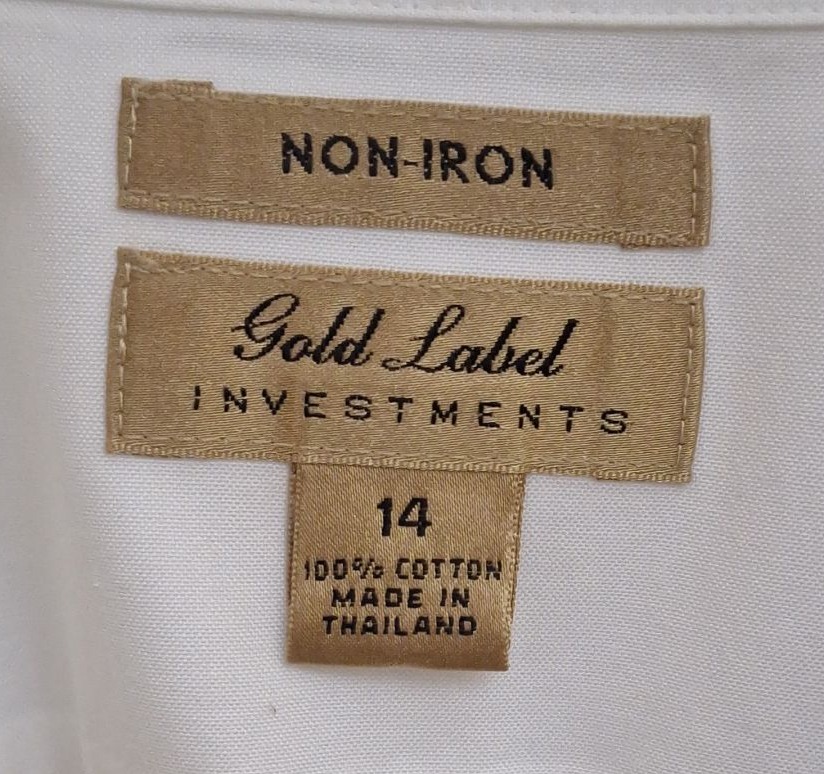 NON-IRON
Gold Label
INVESTMENTS
14
100% COTTON
MADE IN
THAILAND